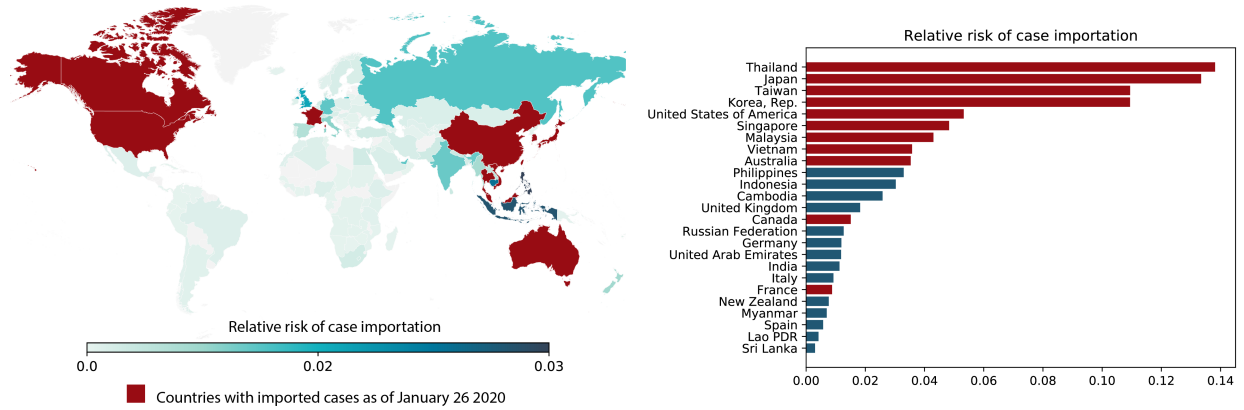 Relative risk of case importation
0.0
0.02
0.03
Countries with imported cases as of January 26 2020
Relative risk of case importation
Thailand
Japan
Taiwan
Korea, Rep.
United States of America
Singapore
Malaysia
Vietnam
Australia
Philippines
Indonesia
Cambodia
United Kingdom
Canada
Russian Federation
Germany
United Arab Emirates
India
Italy
France
New Zealand
Myanmar
Spain
Lao PDR
Sri Lanka
0.00 0.02 0.04 0.06 0.08 0.10 0.12 0.14